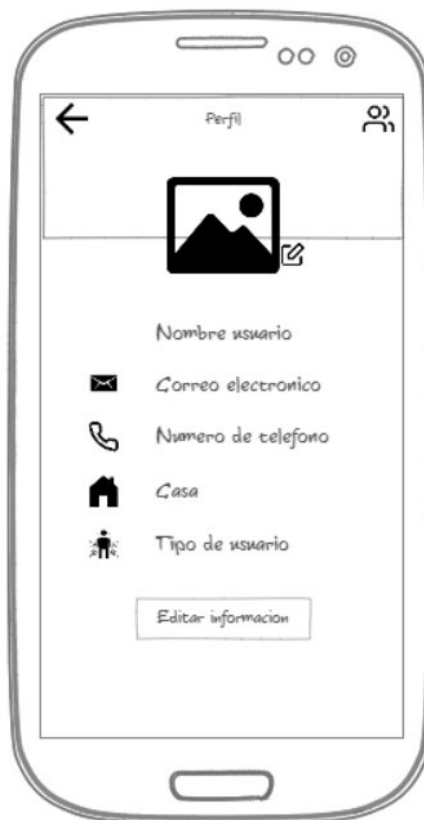 Perfil
Nombre usuario
Correo electronico
Numero de telefono
Casa
Tipo de usuario
Editar informacion